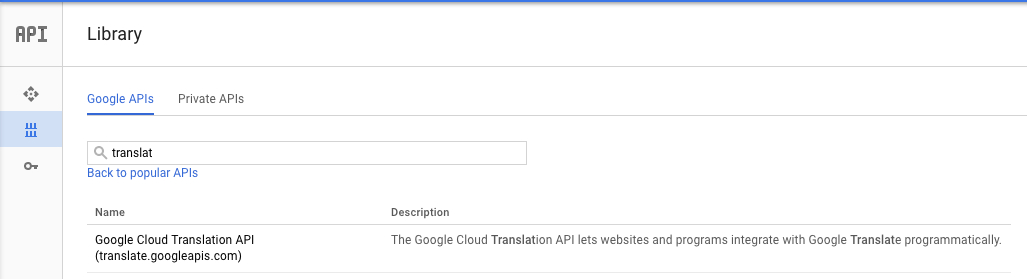 API
Library
Google APIs
Private APIs
translat
Back to popular APIs
Name
Description
Google Cloud Translation API
(translate.googleapis.com)
The Google Cloud Translation API lets websites and programs integrate with Google Translate programmatically.